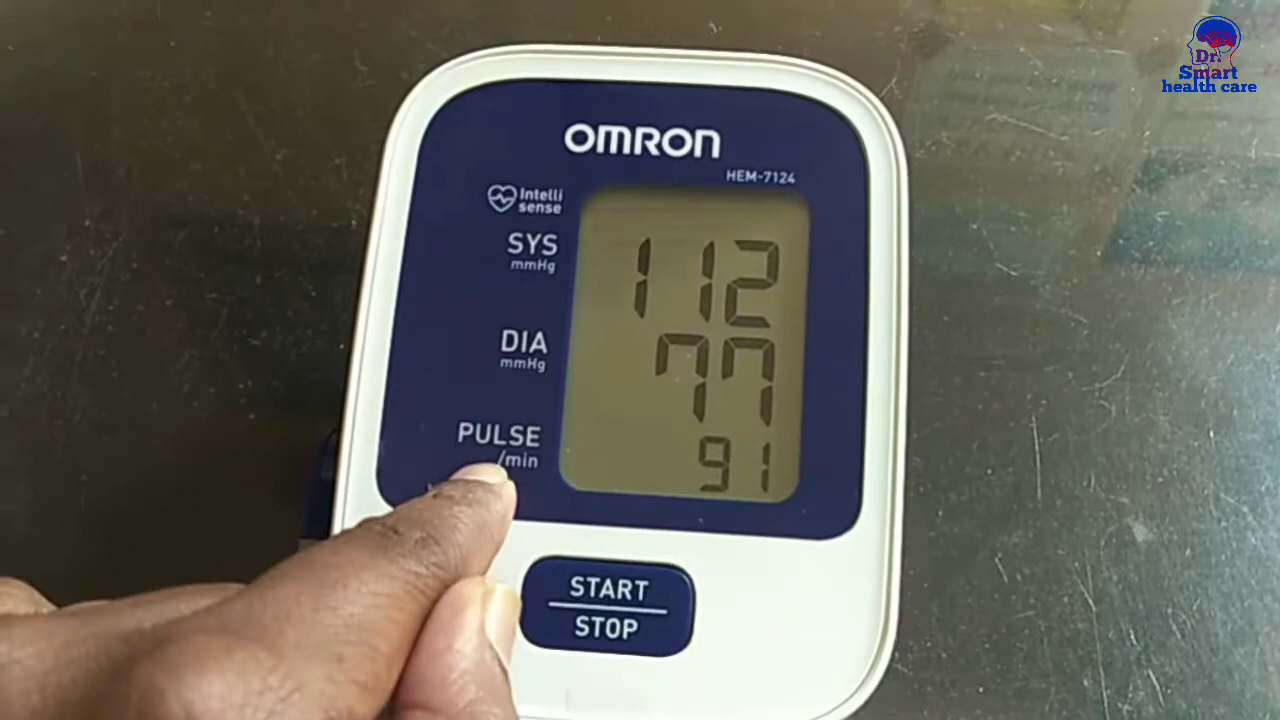 Dr.
Smart
health care
OMRON
HEM-7124
Intelli
sense
SYS
mmHg
112
DIA
mmHg
77
PULSE
/min
91
START
STOP